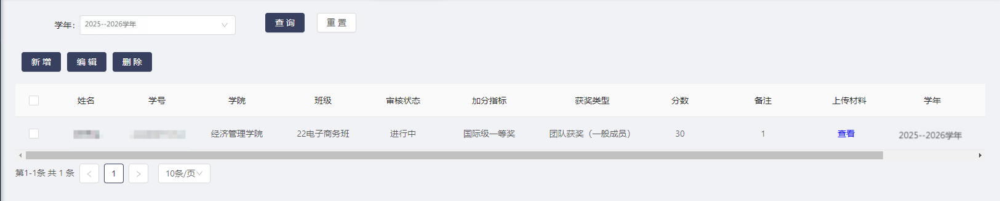 学年： 2025--2026学年 查 询 重 置
新 增 编 辑 删 除
姓名 学号 学院 班级 审核状态 加分指标 获奖类型 分数 备注 上传材料 学年
经济管理学院 22电子商务班 进行中 国际级一等奖 团队获奖（一般成员） 30 1 查看 2025--2026学年
第1-1条 共 1 条 1 10条/页